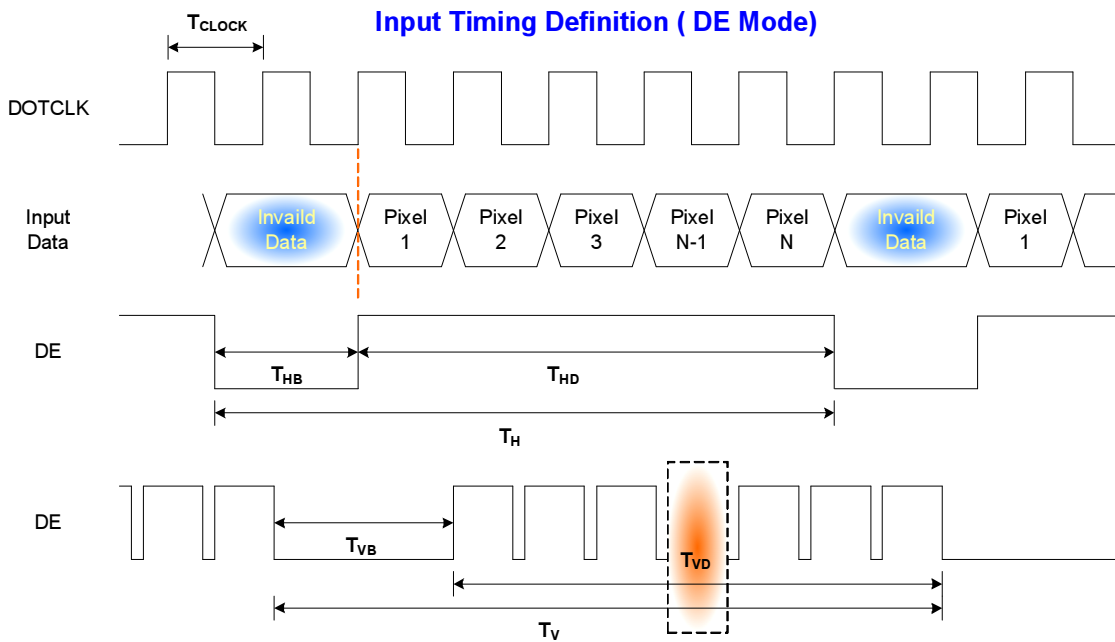 Input Timing Definition ( DE Mode)
TCLOCK
DOTCLK
Input
Data
Invaild
Data
Pixel
1
Pixel
2
Pixel
3
Pixel
N-1
Pixel
N
Invaild
Data
Pixel
1
DE
THB
THD
TH
DE
TVB
TVD
TV